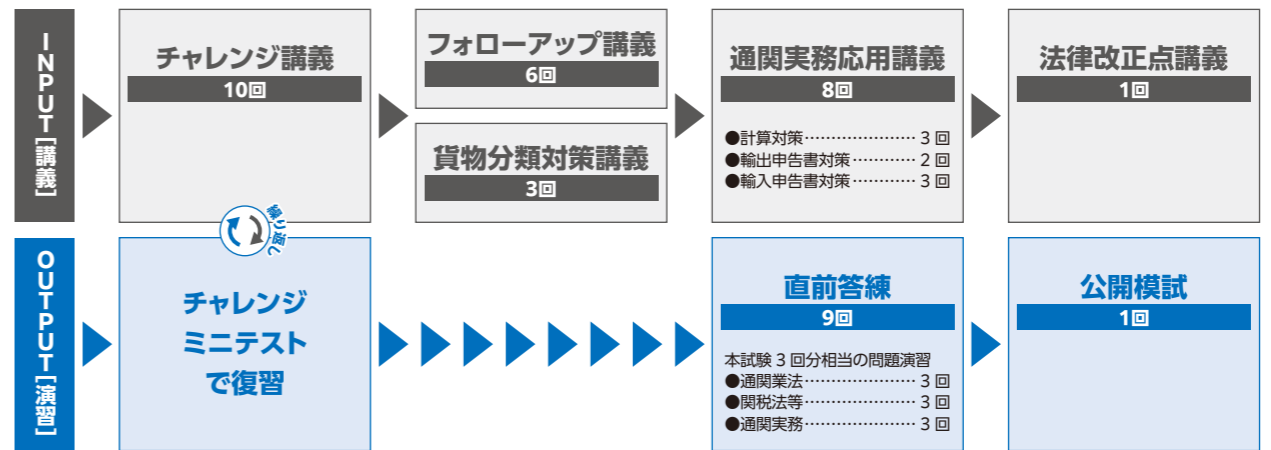 INPUT[講義]
チャレンジ講義
10回
フォローアップ講義
6回
貨物分類対策講義
3回
通関実務応用講義
8回
●計算対策…………………3回
●輸出申告書対策…………2回
●輸入申告書対策…………3回
法律改正点講義
1回
繰り返し
OUTPUT[演習]
チャレンジ
ミニテスト
で復習
直前答練
9回
本試験3回分相当の問題演習
●通関業法…………………3回
●関税法等…………………3回
●通関実務…………………3回
公開模試
1回